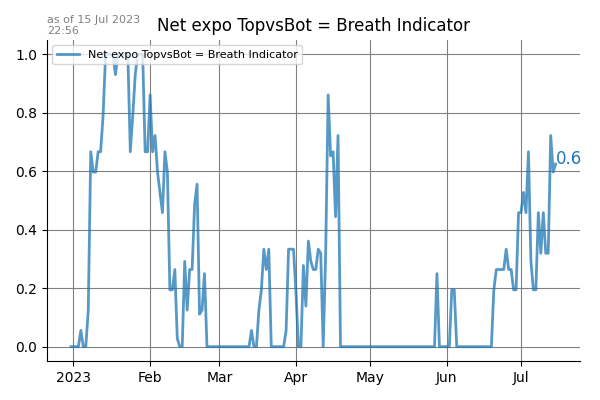 as of 15 Jul 2023
22:56
Net expo TopvsBot = Breath Indicator
Net expo TopvsBot = Breath Indicator
1.0
0.8
0.6
0.4
0.2
0.0
0.6
2023 Feb Mar Apr May Jun Jul